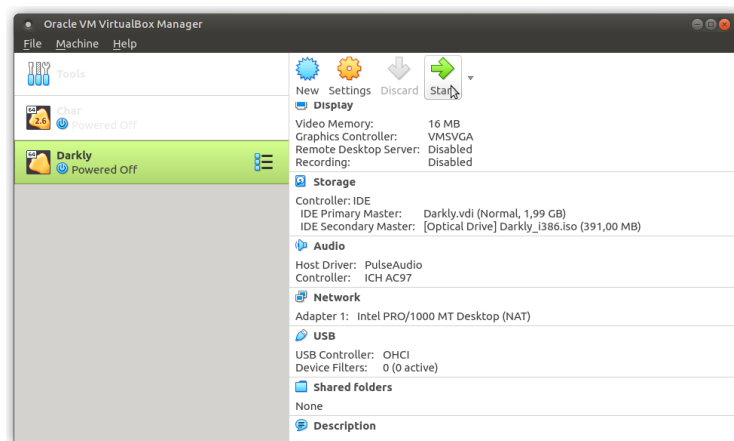 Oracle VM VirtualBox Manager
File Machine Help
Tools
New Settings Discard Start
64
2.6
Char
Powered Off
64
Darkly
Powered Off
Display
Video Memory: 16 MB
Graphics Controller: VMSVGA
Remote Desktop Server: Disabled
Recording: Disabled
Storage
Controller: IDE
IDE Primary Master: Darkly.vdi (Normal, 1,99 GB)
IDE Secondary Master: [Optical Drive] Darkly_i386.iso (391,00 MB)
Audio
Host Driver: PulseAudio
Controller: ICH AC97
Network
Adapter 1: Intel PRO/1000 MT Desktop (NAT)
USB
USB Controller: OHCI
Device Filters: 0 (0 active)
Shared folders
None
Description